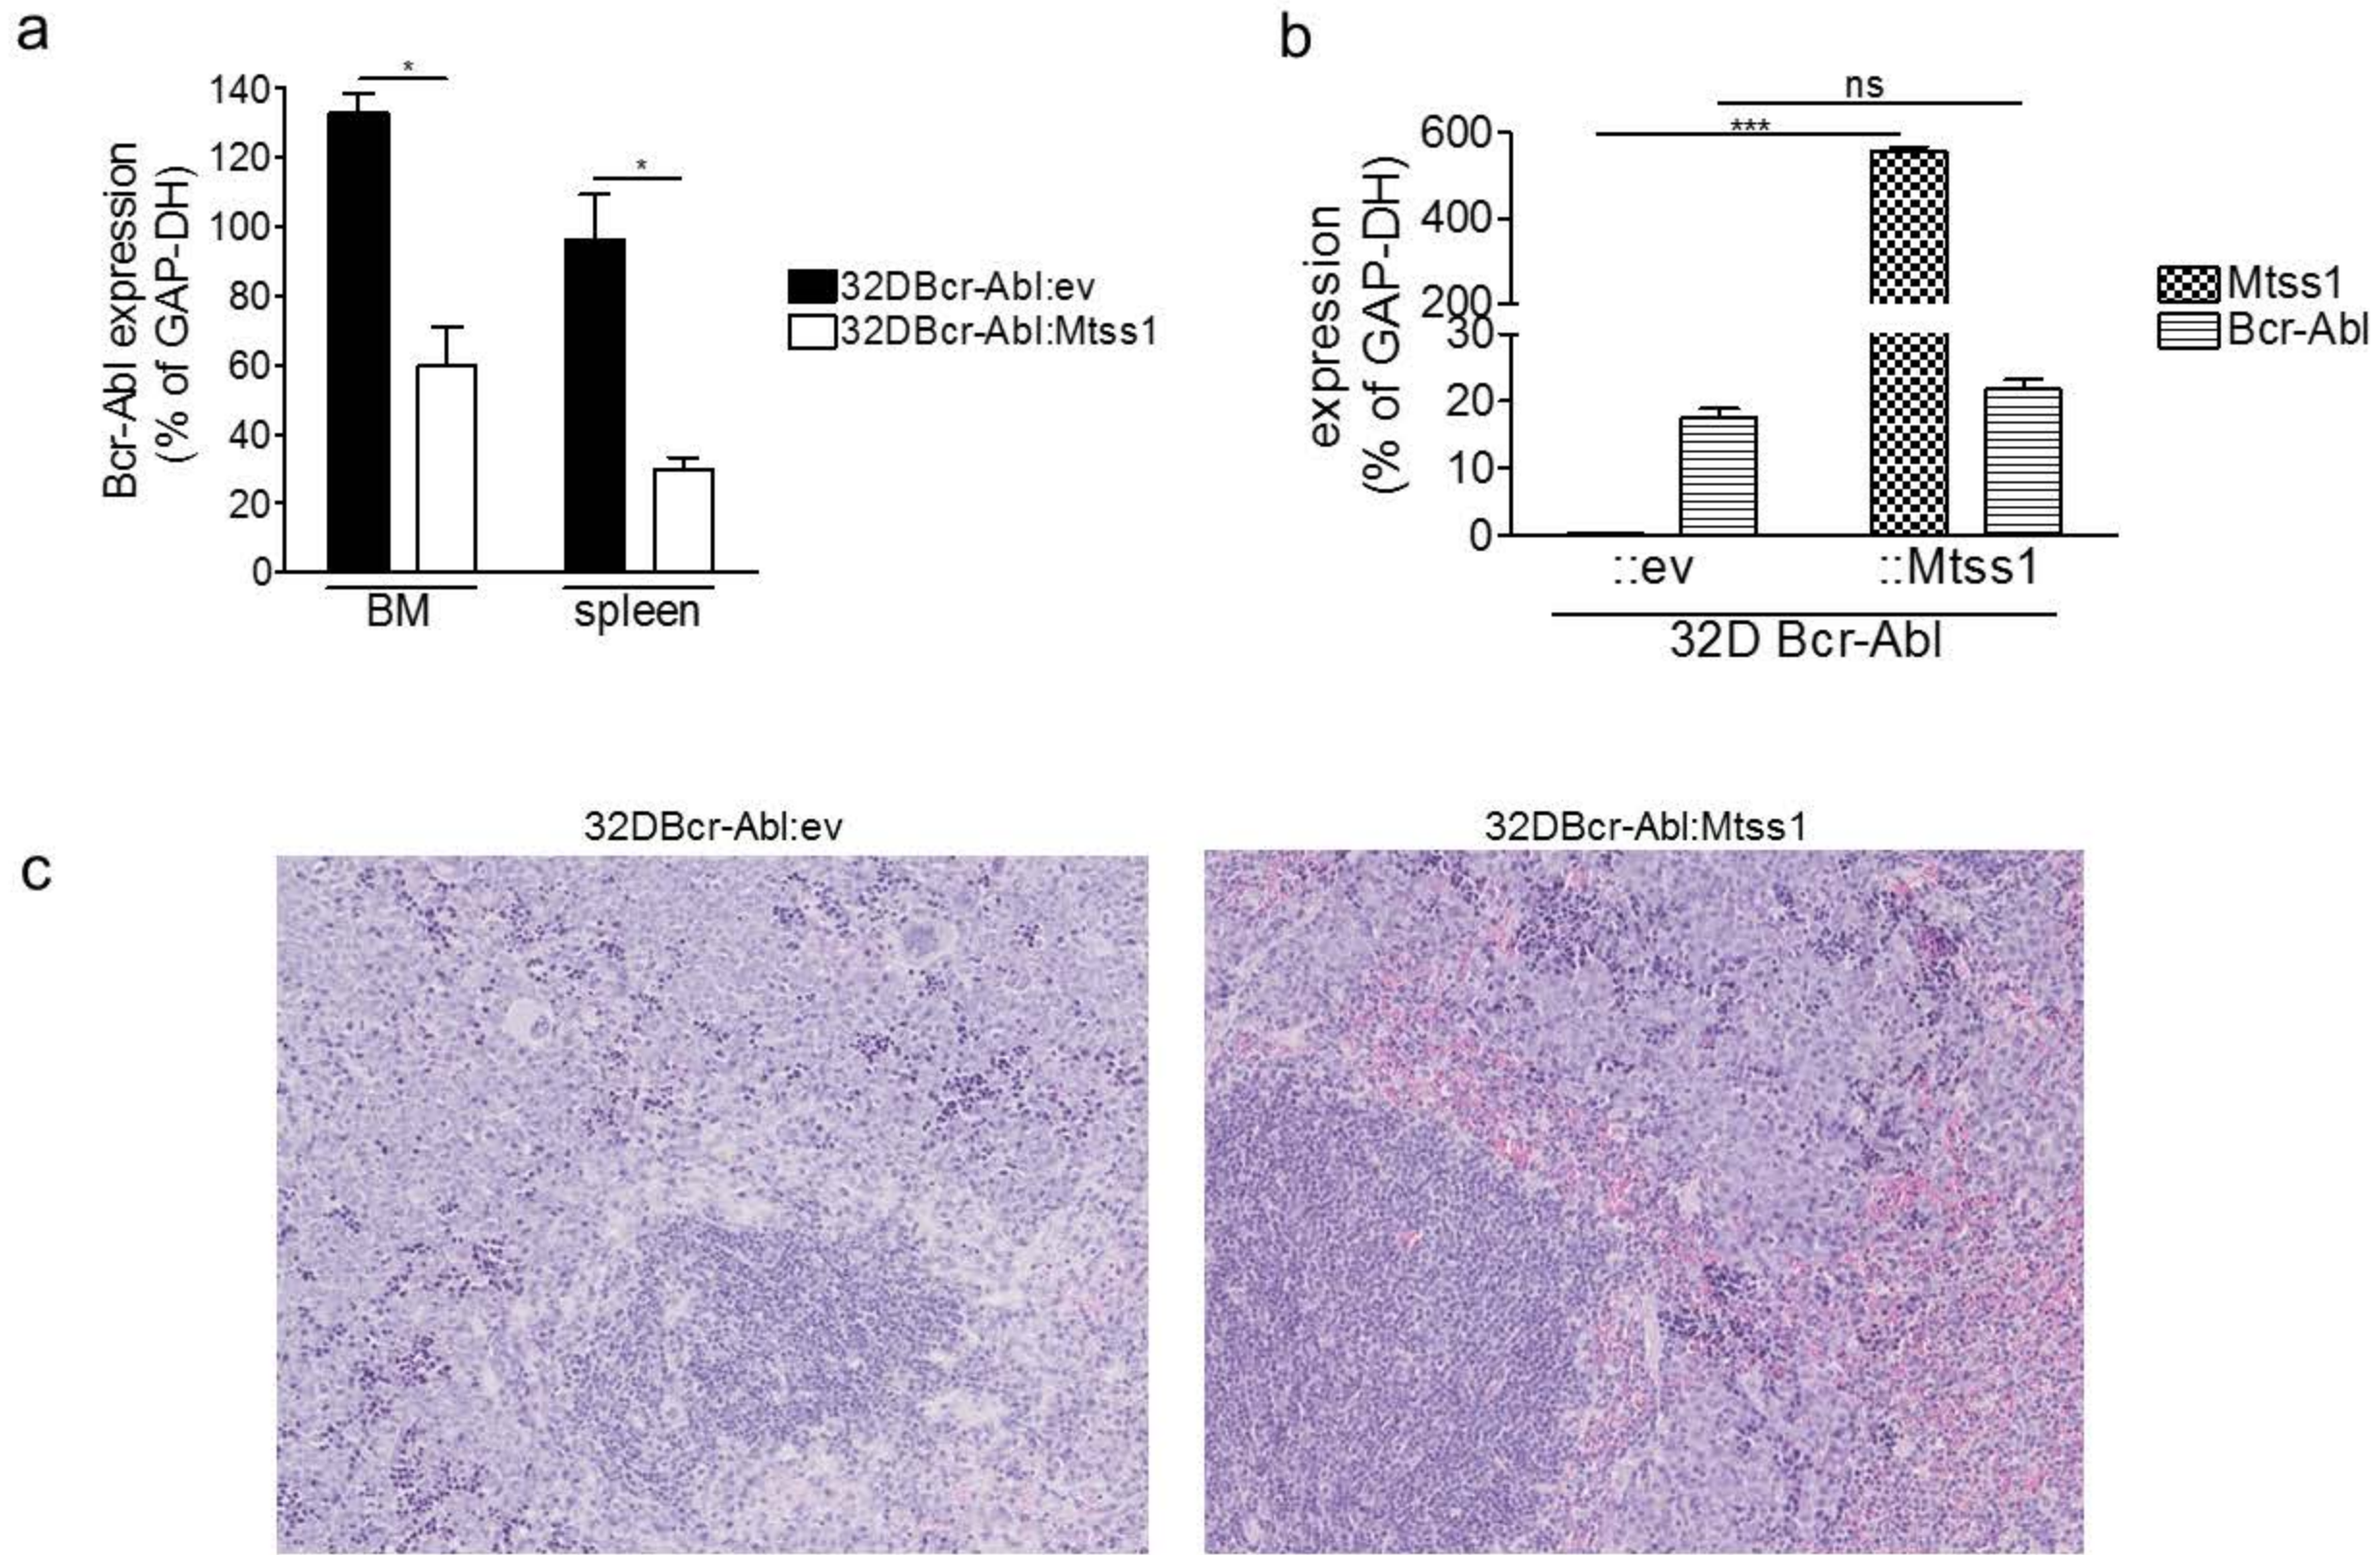 a
*
*
140
120
100
80
60
40
20
0
Bcr-Abl expression
(% of GAP-DH)
BM
spleen
32DBcr-Abl:ev
32DBcr-Abl:Mtss1
b
ns
***
600
400
200
30
20
10
0
expression
(% of GAP-DH)
::ev
::Mtss1
32D Bcr-Abl
Mtss1
Bcr-Abl
c
32DBcr-Abl:ev
32DBcr-Abl:Mtss1